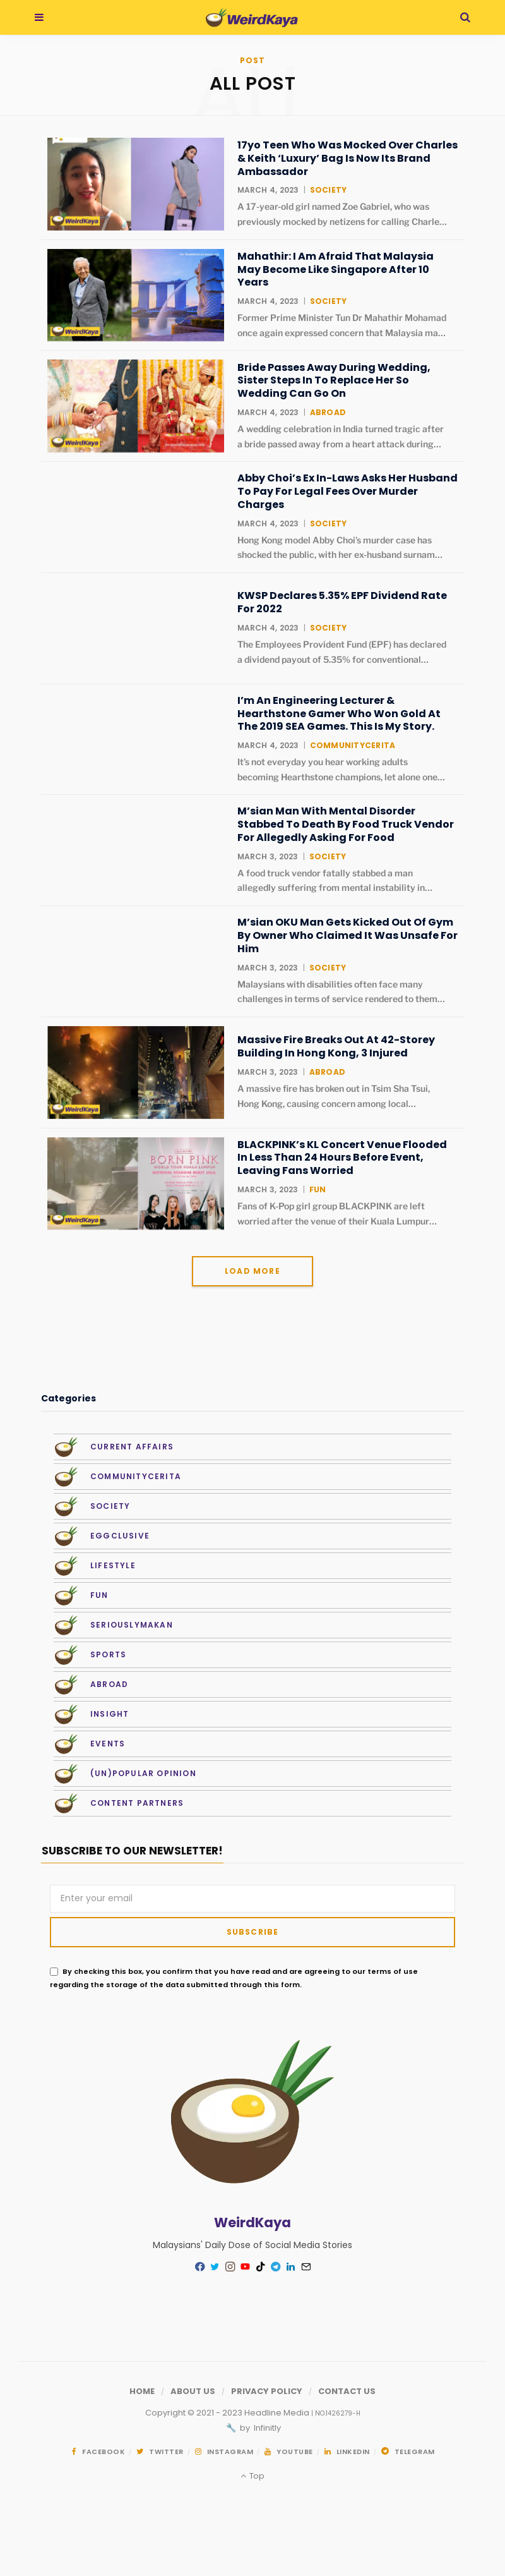 WeirdKaya
POST
ALL POST
17yo Teen Who Was Mocked Over Charles
& Keith ‘Luxury’ Bag Is Now Its Brand
Ambassador
MARCH 4, 2023 | SOCIETY
A 17-year-old girl named Zoe Gabriel, who was
previously mocked by netizens for calling Charle...
WeirdKaya
Mahathir: I Am Afraid That Malaysia
May Become Like Singapore After 10
Years
MARCH 4, 2023 | SOCIETY
Former Prime Minister Tun Dr Mahathir Mohamad
once again expressed concern that Malaysia ma...
WeirdKaya
Bride Passes Away During Wedding,
Sister Steps In To Replace Her So
Wedding Can Go On
MARCH 4, 2023 | ABROAD
A wedding celebration in India turned tragic after
a bride passed away from a heart attack during...
WeirdKaya
Abby Choi’s Ex In-Laws Asks Her Husband
To Pay For Legal Fees Over Murder
Charges
MARCH 4, 2023 | SOCIETY
Hong Kong model Abby Choi’s murder case has
shocked the public, with her ex-husband surnam...
KWSP Declares 5.35% EPF Dividend Rate
For 2022
MARCH 4, 2023 | SOCIETY
The Employees Provident Fund (EPF) has declared
a dividend payout of 5.35% for conventional...
I’m An Engineering Lecturer &
Hearthstone Gamer Who Won Gold At
The 2019 SEA Games. This Is My Story.
MARCH 4, 2023 | COMMUNITYCERITA
It’s not everyday you hear working adults
becoming Hearthstone champions, let alone one...
M’sian Man With Mental Disorder
Stabbed To Death By Food Truck Vendor
For Allegedly Asking For Food
MARCH 3, 2023 | SOCIETY
A food truck vendor fatally stabbed a man
allegedly suffering from mental instability in...
M’sian OKU Man Gets Kicked Out Of Gym
By Owner Who Claimed It Was Unsafe For
Him
MARCH 3, 2023 | SOCIETY
Malaysians with disabilities often face many
challenges in terms of service rendered to them...
Massive Fire Breaks Out At 42-Storey
Building In Hong Kong, 3 Injured
MARCH 3, 2023 | ABROAD
A massive fire has broken out in Tsim Sha Tsui,
Hong Kong, causing concern among local...
WeirdKaya
BLACKPINK’s KL Concert Venue Flooded
In Less Than 24 Hours Before Event,
Leaving Fans Worried
MARCH 3, 2023 | FUN
Fans of K-Pop girl group BLACKPINK are left
worried after the venue of their Kuala Lumpur...
BORN PINK
WeirdKaya
LOAD MORE
Categories
CURRENT AFFAIRS
COMMUNITYCERITA
SOCIETY
EGGCLUSIVE
LIFESTYLE
FUN
SERIOUSLYMAKAN
SPORTS
ABROAD
INSIGHT
EVENTS
(UN)POPULAR OPINION
CONTENT PARTNERS
SUBSCRIBE TO OUR NEWSLETTER!
Enter your email
SUBSCRIBE
By checking this box, you confirm that you have read and are agreeing to our terms of use
regarding the storage of the data submitted through this form.
WeirdKaya
Malaysians' Daily Dose of Social Media Stories
HOME / ABOUT US / PRIVACY POLICY / CONTACT US
Copyright © 2021 - 2023 Headline Media | NO.1426279-H
by Infinitly
FACEBOOK / TWITTER / INSTAGRAM / YOUTUBE / LINKEDIN / TELEGRAM
Top